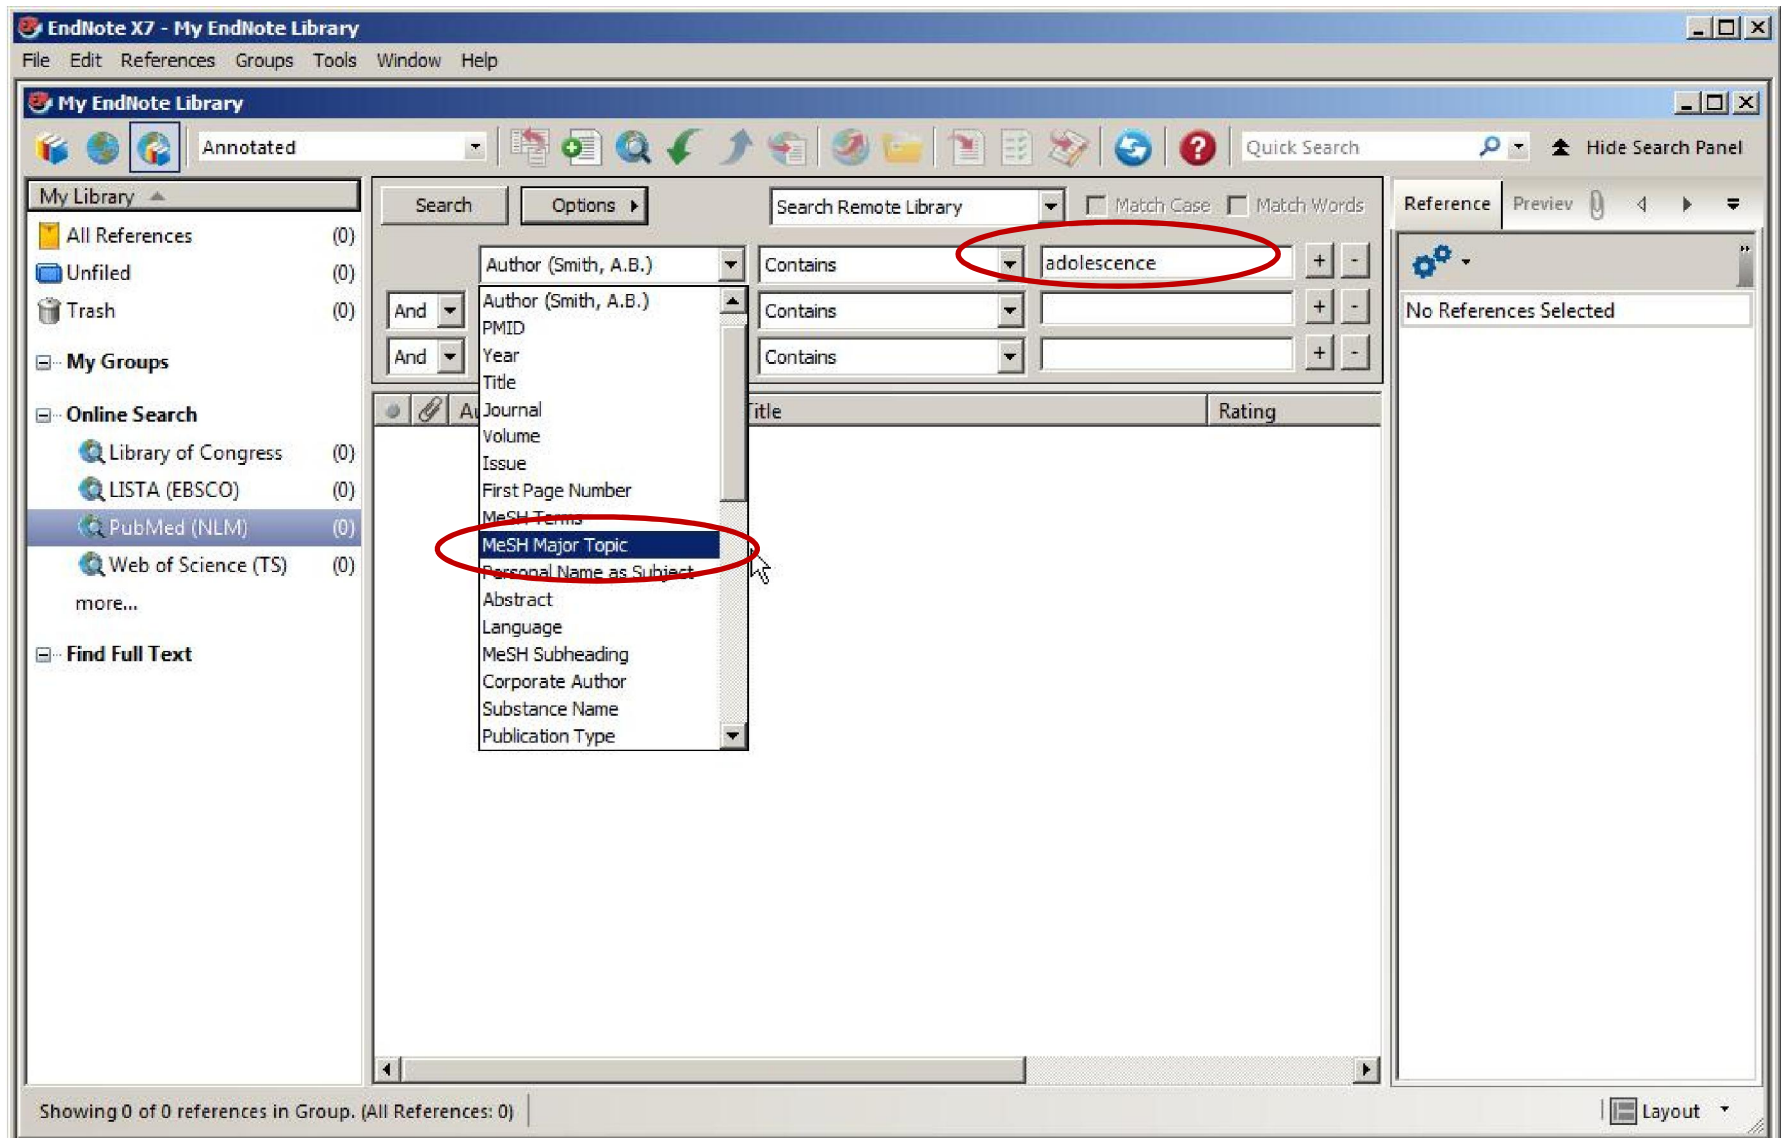 EndNote X7 - My EndNote Library
File Edit References Groups Tools Window Help
My EndNote Library
Annotated
Quick Search
Hide Search Panel
My Library
All References (0)
Unfiled (0)
Trash (0)
My Groups
Online Search
Library of Congress (0)
LISTA (EBSCO) (0)
PubMed (NLM) (0)
Web of Science (TS) (0)
more...
Find Full Text
Search Options Search Remote Library Match Case Match Words
Author (Smith, A.B.) Contains adolescence + -
And Contains + -
And Contains + -
Author (Smith, A.B.)
PMID
Year
Title
Journal
Volume
Issue
First Page Number
MeSH Terms
MeSH Major Topic
Personal Name as Subject
Abstract
Language
MeSH Subheading
Corporate Author
Substance Name
Publication Type
Au Title Rating
Reference Previev
No References Selected
Showing 0 of 0 references in Group. (All References: 0)
Layout